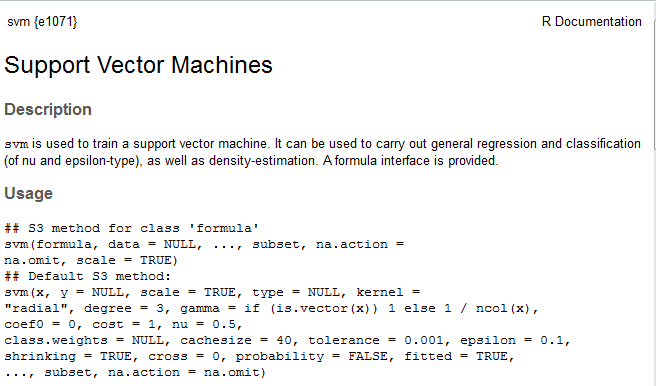 svm {e1071} R Documentation
Support Vector Machines
Description
svm is used to train a support vector machine. It can be used to carry out general regression and classification
(of nu and epsilon-type), as well as density-estimation. A formula interface is provided.
Usage
## S3 method for class 'formula'
svm(formula, data = NULL, ..., subset, na.action =
na.omit, scale = TRUE)
## Default S3 method:
svm(x, y = NULL, scale = TRUE, type = NULL, kernel =
"radial", degree = 3, gamma = if (is.vector(x)) 1 else 1 / ncol(x),
coef0 = 0, cost = 1, nu = 0.5,
class.weights = NULL, cachesize = 40, tolerance = 0.001, epsilon = 0.1,
shrinking = TRUE, cross = 0, probability = FALSE, fitted = TRUE,
..., subset, na.action = na.omit)